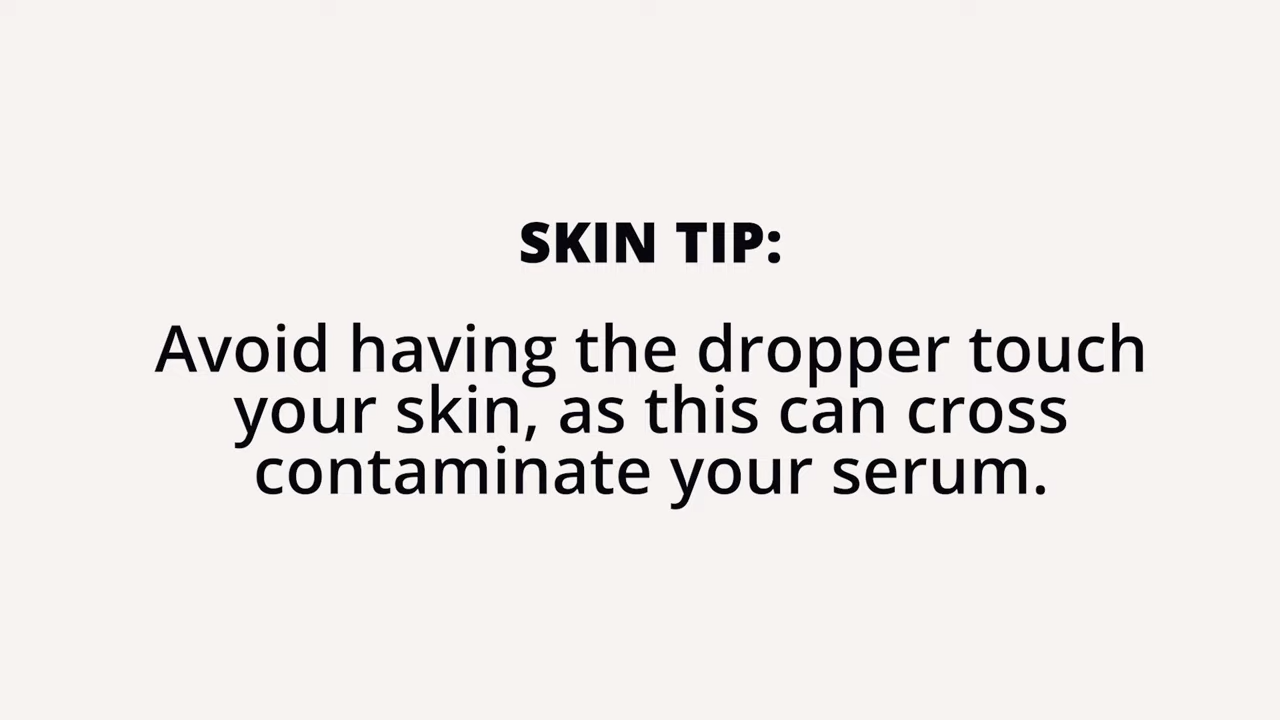 SKIN TIP:
Avoid having the dropper touch
your skin, as this can cross
contaminate your serum.